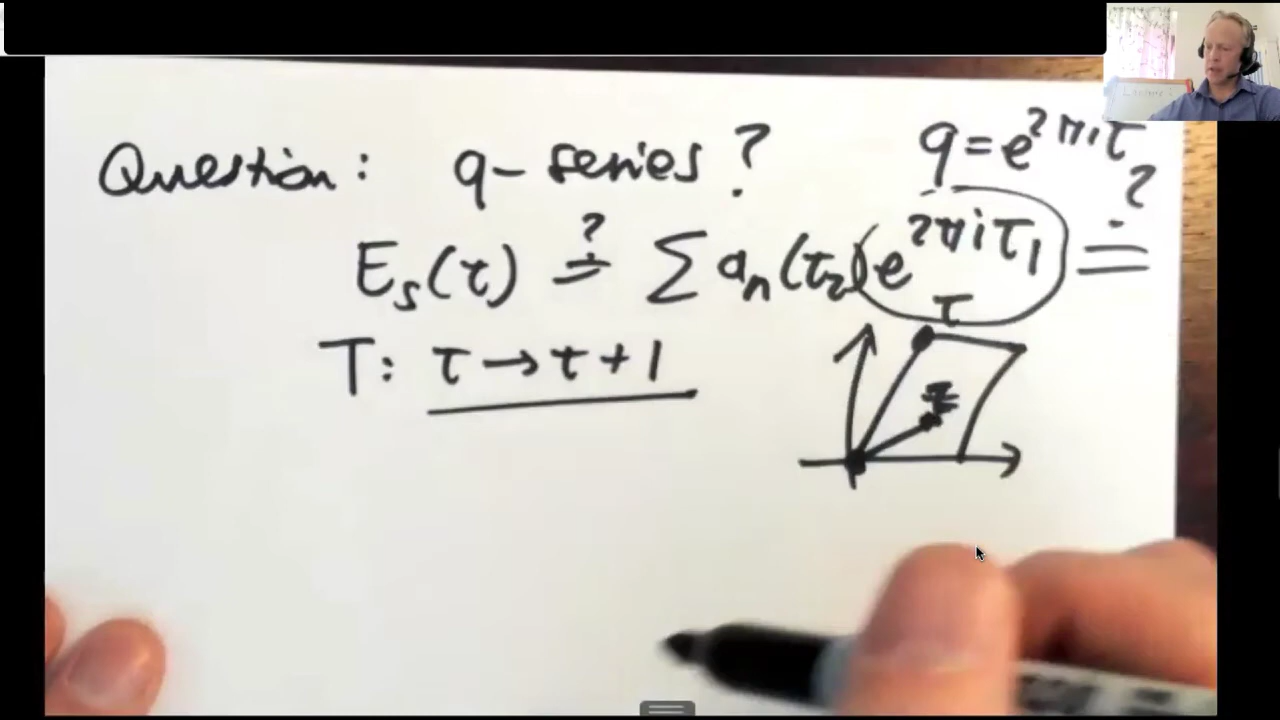 Question: q-series? q = e^{2πiτ}
E_s(τ) ≟ Σ a_n(τ_2) e^{2πiτ_1} ≟
T: τ → τ + 1
τ
z